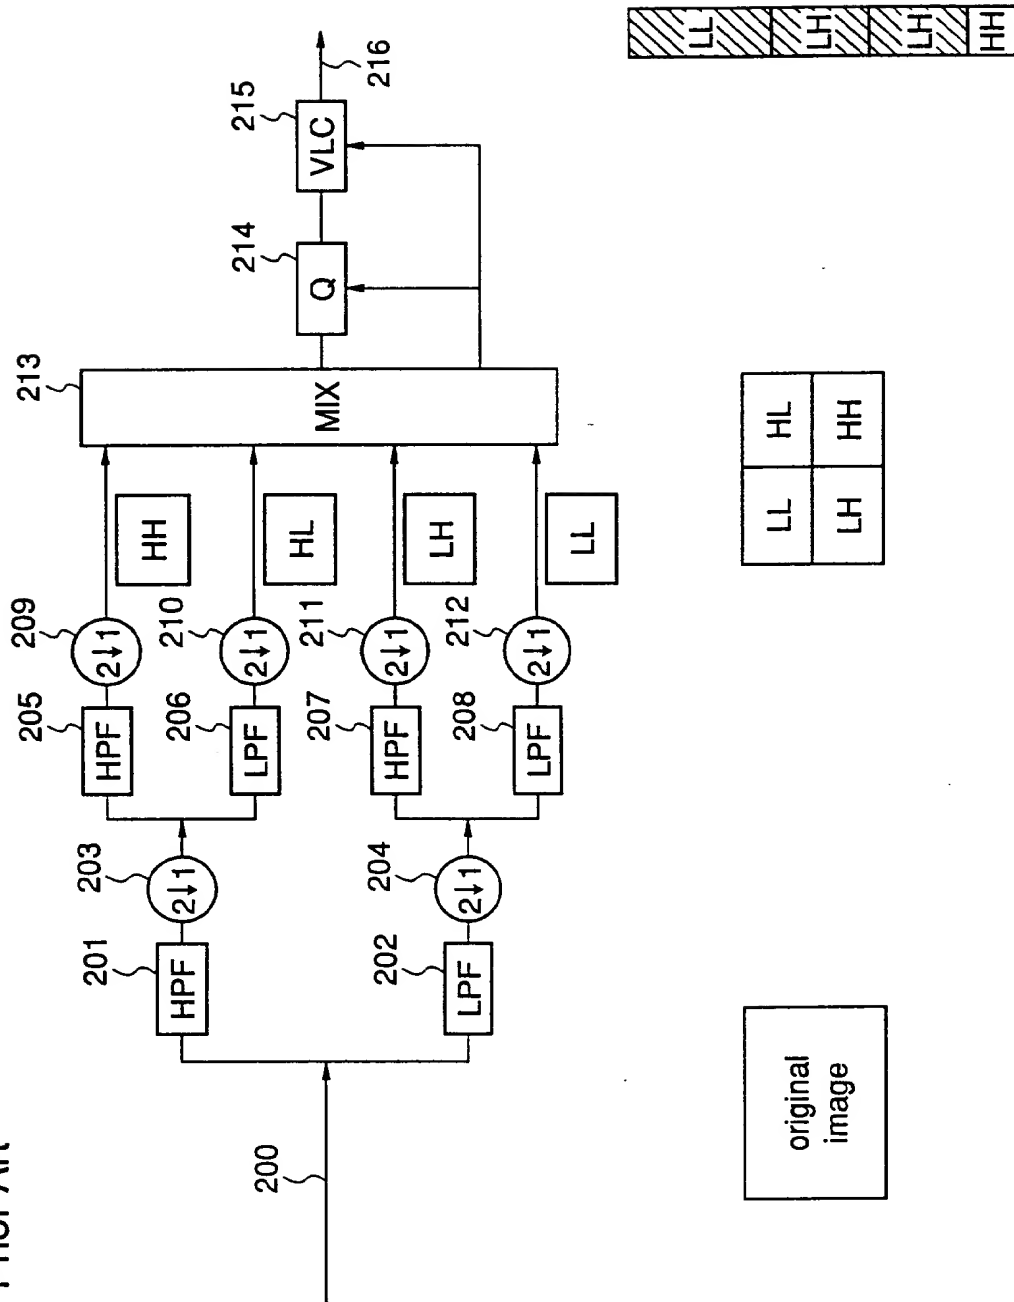 Prior Art
200
201
HPF
202
LPF
203
2↓1
204
2↓1
205
HPF
206
LPF
207
HPF
208
LPF
209
2↓1
210
2↓1
211
2↓1
212
2↓1
HH
HL
LH
LL
213
MIX
214
Q
215
VLC
216
original
image
LL
HL
LH
HH
LL
LH
LH
HH